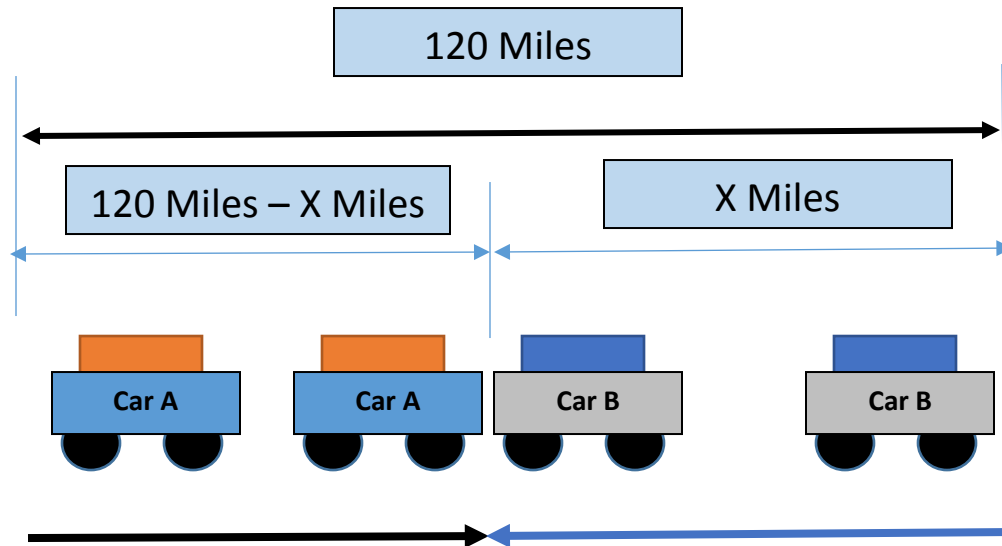 120 Miles
120 Miles – X Miles
X Miles
Car A
Car A
Car B
Car B